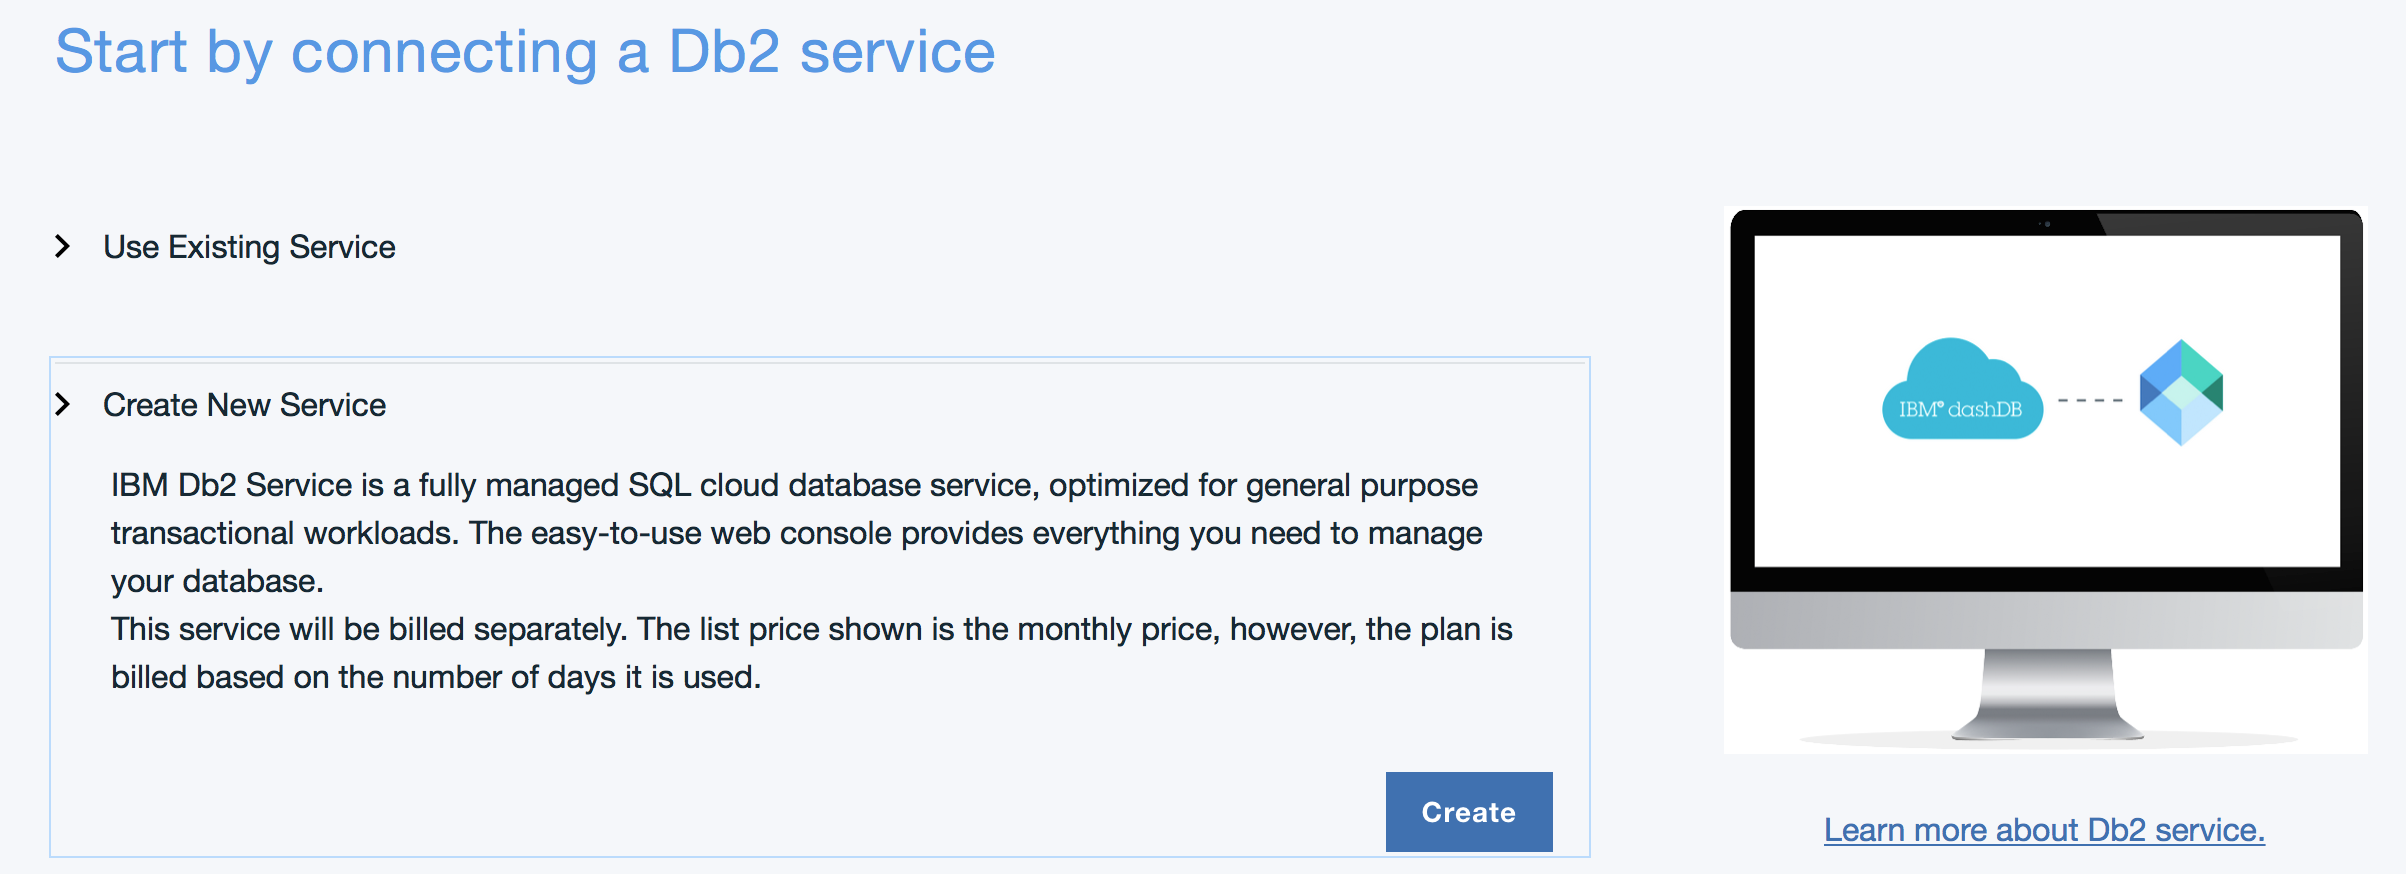 Start by connecting a Db2 service
Use Existing Service
Create New Service
IBM Db2 Service is a fully managed SQL cloud database service, optimized for general purpose
transactional workloads. The easy-to-use web console provides everything you need to manage
your database.
This service will be billed separately. The list price shown is the monthly price, however, the plan is
billed based on the number of days it is used.
Create
IBM® dashDB
Learn more about Db2 service.